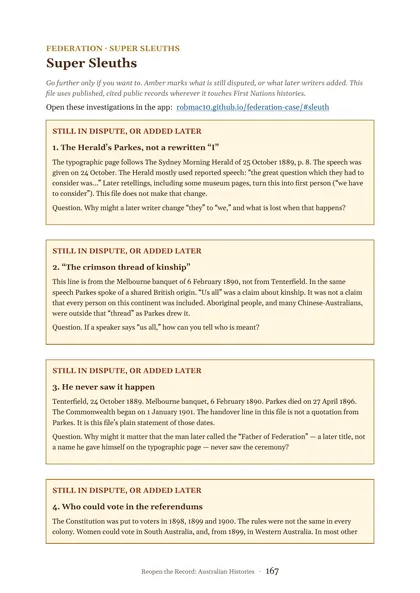 FEDERATION · SUPER SLEUTHS
Super Sleuths
Go further only if you want to. Amber marks what is still disputed, or what later writers added. This
file uses published, cited public records wherever it touches First Nations histories.
Open these investigations in the app: robmac10.github.io/federation-case/#sleuth
STILL IN DISPUTE, OR ADDED LATER
1. The Herald’s Parkes, not a rewritten “I”
The typographic page follows The Sydney Morning Herald of 25 October 1889, p. 8. The speech was
given on 24 October. The Herald mostly used reported speech: “the great question which they had to
consider was...” Later retellings, including some museum pages, turn this into first person (“we have
to consider”). This file does not make that change.
Question. Why might a later writer change “they” to “we,” and what is lost when that happens?
STILL IN DISPUTE, OR ADDED LATER
2. “The crimson thread of kinship”
This line is from the Melbourne banquet of 6 February 1890, not from Tenterfield. In the same
speech Parkes spoke of a shared British origin. “Us all” was a claim about kinship. It was not a claim
that every person on this continent was included. Aboriginal people, and many Chinese-Australians,
were outside that “thread” as Parkes drew it.
Question. If a speaker says “us all,” how can you tell who is meant?
STILL IN DISPUTE, OR ADDED LATER
3. He never saw it happen
Tenterfield, 24 October 1889. Melbourne banquet, 6 February 1890. Parkes died on 27 April 1896.
The Commonwealth began on 1 January 1901. The handover line in this file is not a quotation from
Parkes. It is this file’s plain statement of those dates.
Question. Why might it matter that the man later called the “Father of Federation” — a later title, not
a name he gave himself on the typographic page — never saw the ceremony?
STILL IN DISPUTE, OR ADDED LATER
4. Who could vote in the referendums
The Constitution was put to voters in 1898, 1899 and 1900. The rules were not the same in every
colony. Women could vote in South Australia, and, from 1899, in Western Australia. In most other
Reopen the Record: Australian Histories · 167